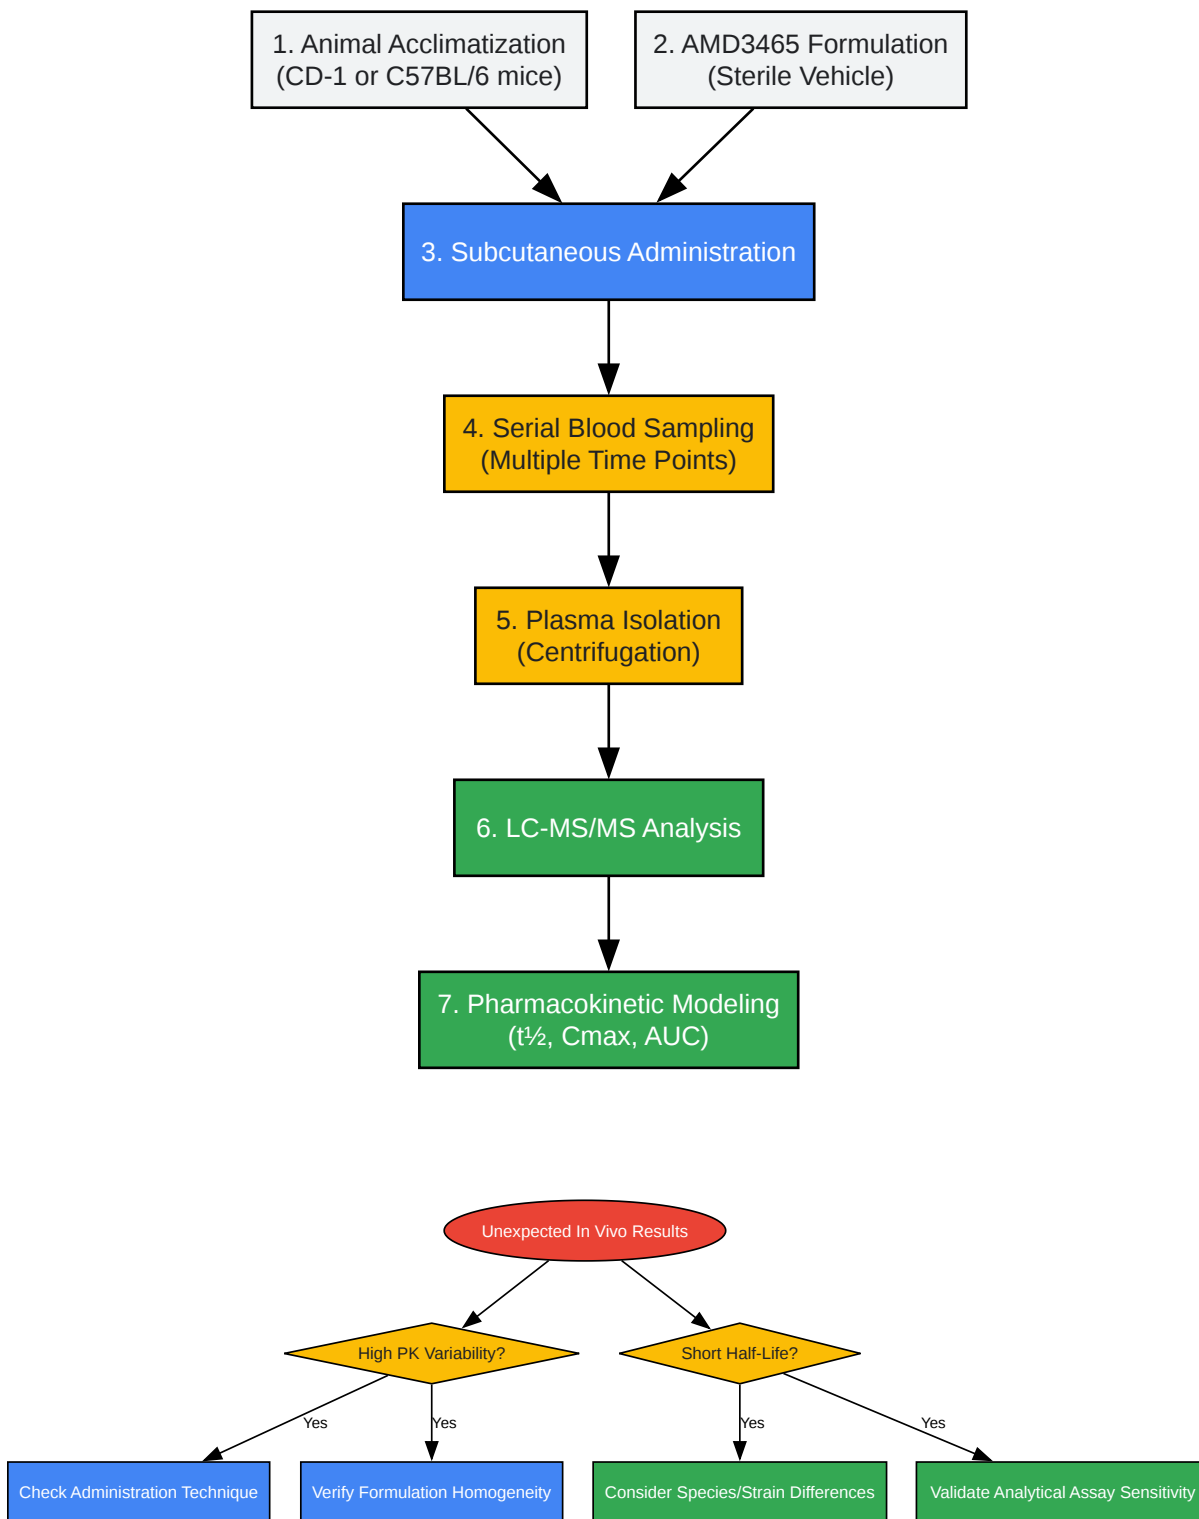 1. Animal Acclimatization
(CD-1 or C57BL/6 mice)
2. AMD3465 Formulation
(Sterile Vehicle)
3. Subcutaneous Administration
4. Serial Blood Sampling
(Multiple Time Points)
5. Plasma Isolation
(Centrifugation)
6. LC-MS/MS Analysis
7. Pharmacokinetic Modeling
(t½, Cmax, AUC)
Unexpected In Vivo Results
High PK Variability?
Short Half-Life?
Yes
Yes
Yes
Yes
Check Administration Technique
Verify Formulation Homogeneity
Consider Species/Strain Differences
Validate Analytical Assay Sensitivity